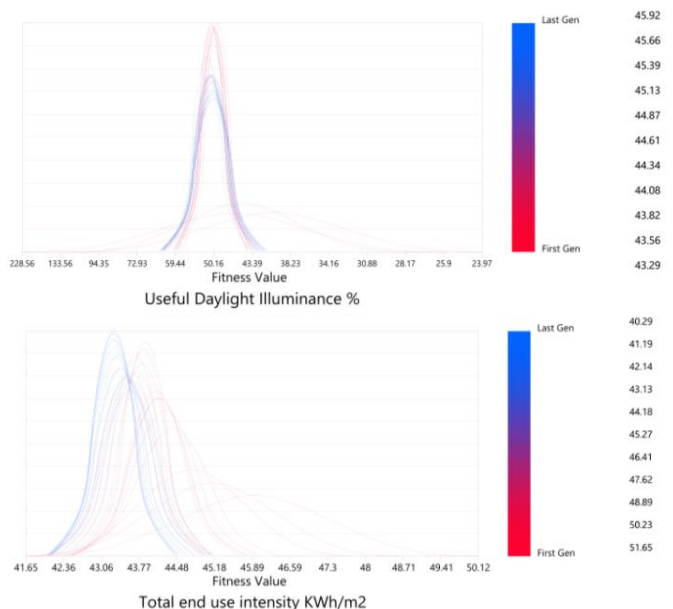 Last Gen
First Gen
45.92
45.66
45.39
45.13
44.87
44.61
44.34
44.08
43.82
43.56
43.29
228.56 133.56 94.35 72.93 59.44 50.16 43.39 38.23 34.16 30.88 28.17 25.9 23.97
Fitness Value
Useful Daylight Illuminance %
Last Gen
First Gen
40.29
41.19
42.14
43.13
44.18
45.27
46.41
47.62
48.89
50.23
51.65
41.65 42.36 43.06 43.77 44.48 45.18 45.89 46.59 47.3 48 48.71 49.41 50.12
Fitness Value
Total end use intensity KWh/m2